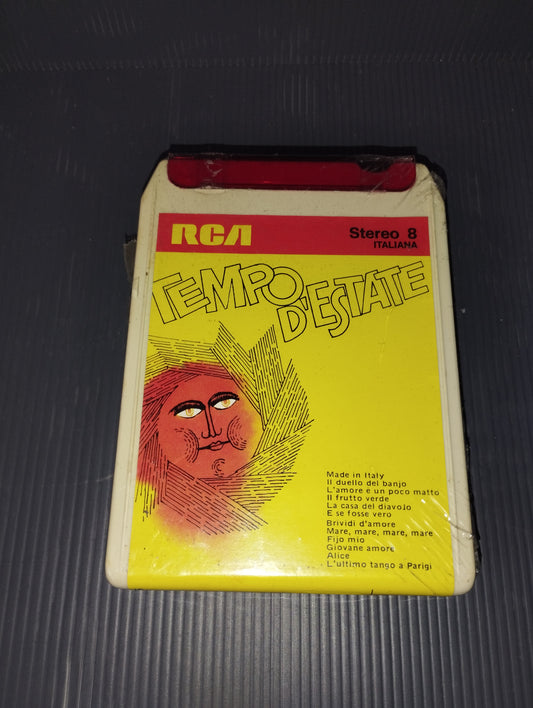 RCA
Stereo 8
ITALIANA
TEMPO
D'ESTATE
Made in Italy
Il duello del banjo
L'amore è un poco matto
Il frutto verde
La casa del diavolo
E se fosse vero
Brividi d'amore
Mare, mare, mare, mare
Fijo mio
Giovane amore
Alice
L'ultimo tango a Parigi